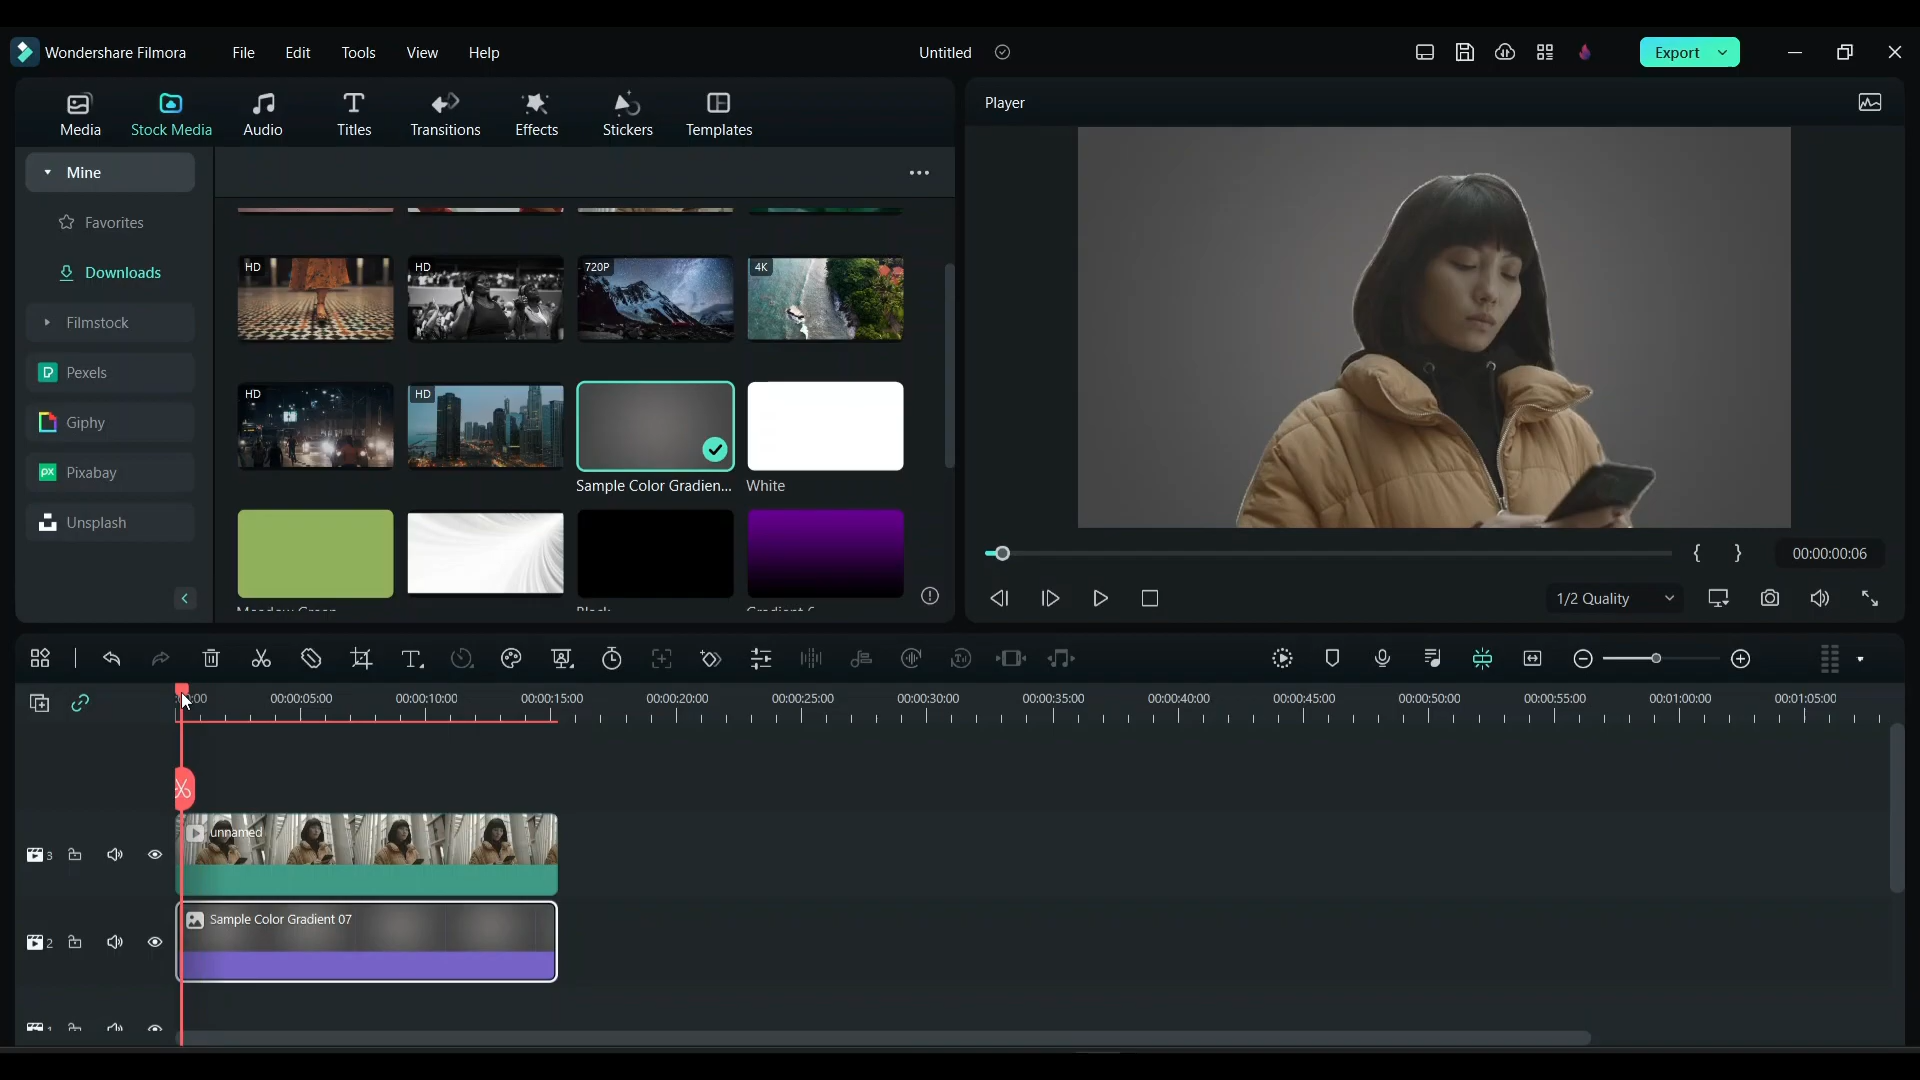 Wondershare Filmora File Edit Tools View Help Untitled Export
Media Stock Media Audio Titles Transitions Effects Stickers Templates
Player
Mine
Favorites
Downloads
Filmstock
Pexels
Giphy
Pixabay
Unsplash
HD HD 720P 4K
HD HD
Sample Color Gradien... White
00:00:00:06
1/2 Quality
00:00:05:00 00:00:10:00 00:00:15:00 00:00:20:00 00:00:25:00 00:00:30:00 00:00:35:00 00:00:40:00 00:00:45:00 00:00:50:00 00:00:55:00 00:01:00:00 00:01:05:00
unnamed
3
Sample Color Gradient 07
2